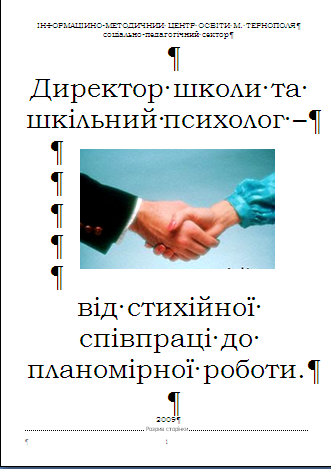 ІНФОРМАЦІЙНО-МЕТОДИЧНИЙ ЦЕНТР ОСВІТИ М. ТЕРНОПОЛЯ¶
соціально-педагогічний сектор¶
¶
Директор·школи·та·
шкільний·психолог·–¶
¶
¶
¶
¶
¶
від·стихійної·
співпраці·до·
планомірної·роботи.¶
¶
2009¶
Розрив сторінки
¶ 1